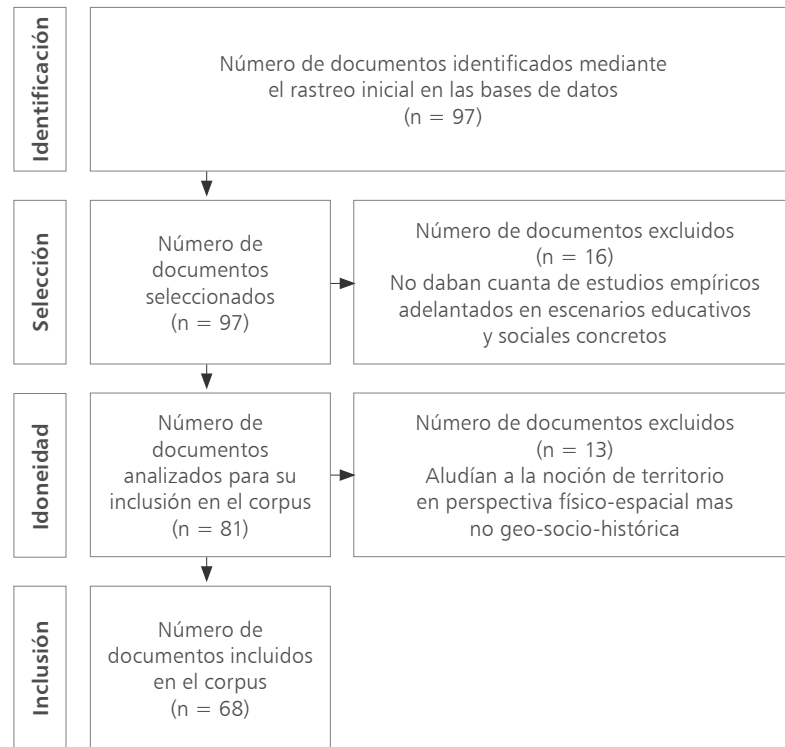 Identificación
Número de documentos identificados mediante
el rastreo inicial en las bases de datos
(n = 97)
Selección
Número de
documentos
seleccionados
(n = 97)
Número de documentos excluidos
(n = 16)
No daban cuanta de estudios empíricos
adelantados en escenarios educativos
y sociales concretos
Idoneidad
Número de
documentos
analizados para su
inclusión en el corpus
(n = 81)
Número de documentos excluidos
(n = 13)
Aludían a la noción de territorio
en perspectiva físico-espacial mas
no geo-socio-histórica
Inclusión
Número de
documentos incluidos
en el corpus
(n = 68)